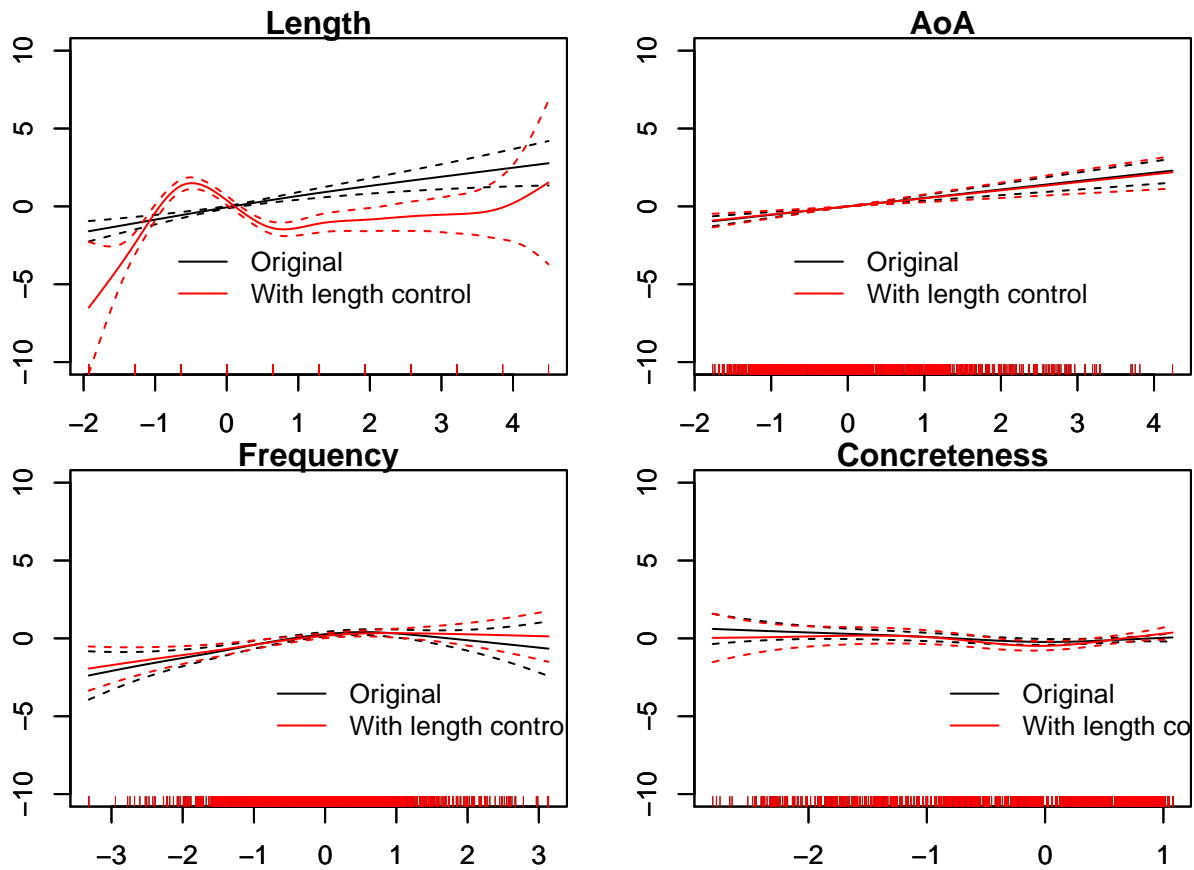 Length
10
5
0
−5
−10
Original
With length control
−2 −1 0 1 2 3 4
AoA
10
5
0
−5
−10
Original
With length control
−2 −1 0 1 2 3 4
Frequency
10
5
0
−5
−10
Original
With length contro
−3 −2 −1 0 1 2 3
Concreteness
10
5
0
−5
−10
Original
With length co
−2 −1 0 1